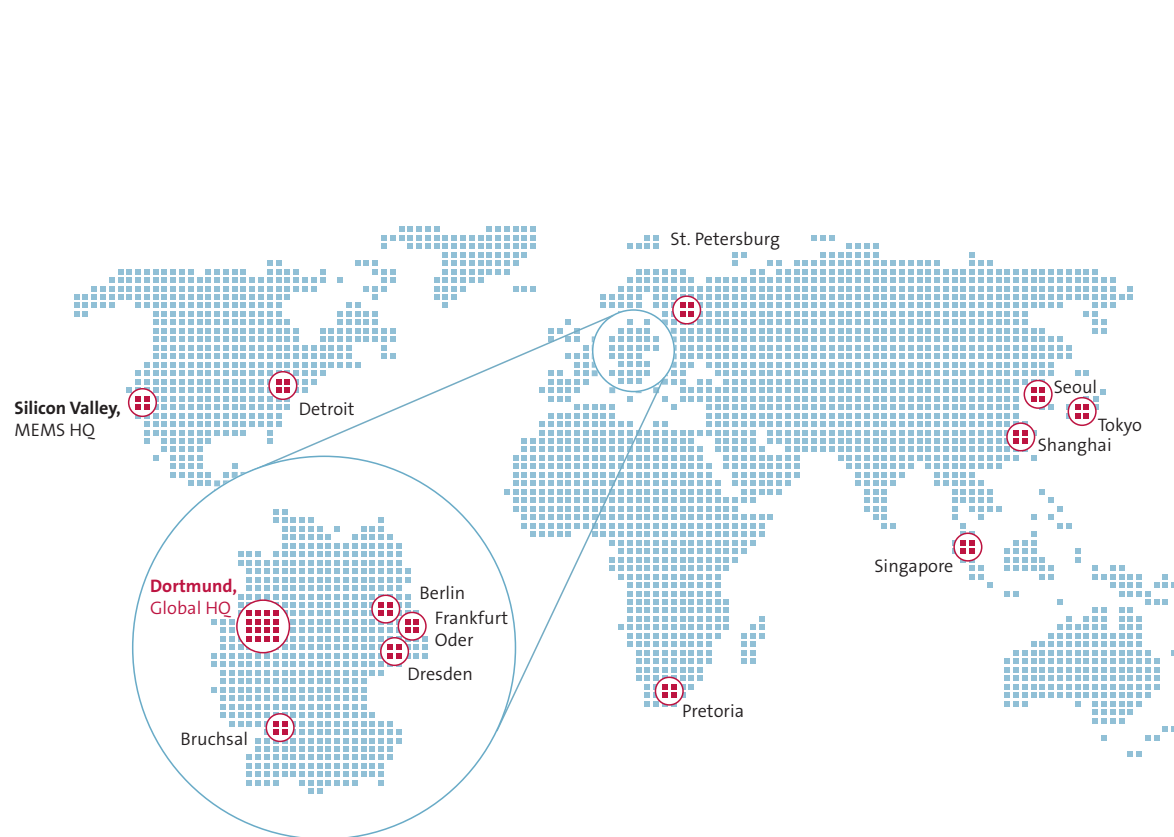 St. Petersburg
Silicon Valley,
MEMS HQ
Detroit
Seoul
Tokyo
Shanghai
Singapore
Pretoria
Dortmund,
Global HQ
Berlin
Frankfurt
Oder
Dresden
Bruchsal